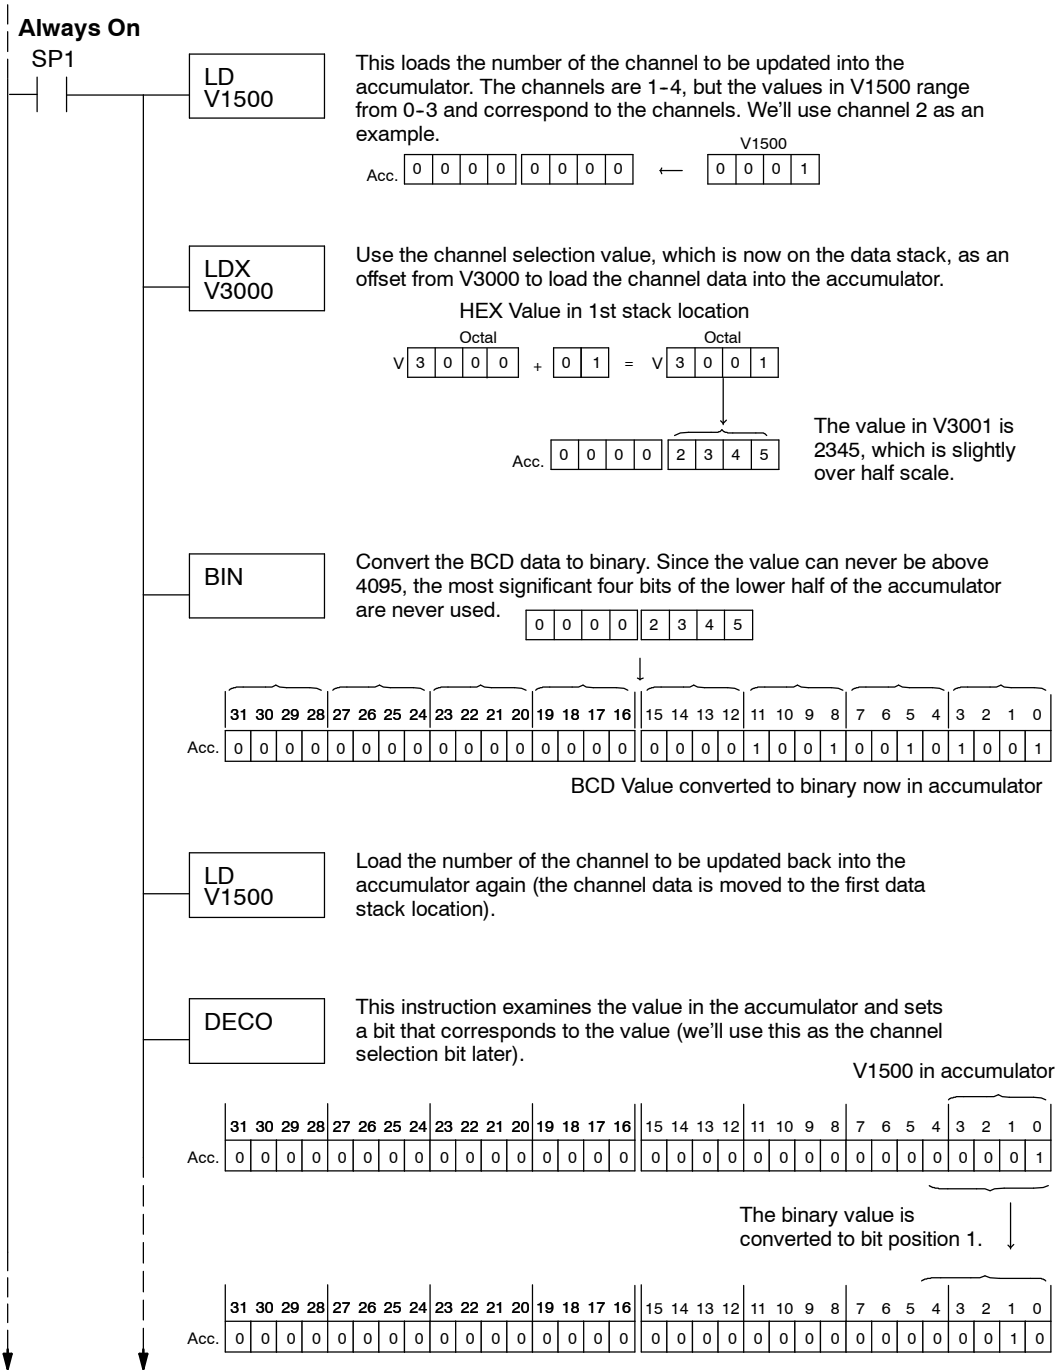 Always On
SP1
LD
V1500
This loads the number of the channel to be updated into the
accumulator. The channels are 1-4, but the values in V1500 range
from 0-3 and correspond to the channels. We'll use channel 2 as an
example.
V1500
Acc. 0 0 0 0 0 0 0 0 ← 0 0 0 1
LDX
V3000
Use the channel selection value, which is now on the data stack, as an
offset from V3000 to load the channel data into the accumulator.
HEX Value in 1st stack location
Octal Octal
V 3 0 0 0 + 0 1 = V 3 0 0 1
The value in V3001 is
2345, which is slightly
over half scale.
Acc. 0 0 0 0 2 3 4 5
BIN
Convert the BCD data to binary. Since the value can never be above
4095, the most significant four bits of the lower half of the accumulator
are never used.
0 0 0 0 2 3 4 5
31 30 29 28 27 26 25 24 23 22 21 20 19 18 17 16 15 14 13 12 11 10 9 8 7 6 5 4 3 2 1 0
Acc. 0 0 0 0 0 0 0 0 0 0 0 0 0 0 0 0 0 0 0 0 1 0 0 1 0 0 1 0 1 0 0 1
BCD Value converted to binary now in accumulator
LD
V1500
Load the number of the channel to be updated back into the
accumulator again (the channel data is moved to the first data
stack location).
DECO
This instruction examines the value in the accumulator and sets
a bit that corresponds to the value (we'll use this as the channel
selection bit later).
V1500 in accumulator
31 30 29 28 27 26 25 24 23 22 21 20 19 18 17 16 15 14 13 12 11 10 9 8 7 6 5 4 3 2 1 0
Acc. 0 0 0 0 0 0 0 0 0 0 0 0 0 0 0 0 0 0 0 0 0 0 0 0 0 0 0 0 0 0 0 1
The binary value is
converted to bit position 1.
31 30 29 28 27 26 25 24 23 22 21 20 19 18 17 16 15 14 13 12 11 10 9 8 7 6 5 4 3 2 1 0
Acc. 0 0 0 0 0 0 0 0 0 0 0 0 0 0 0 0 0 0 0 0 0 0 0 0 0 0 0 0 0 0 1 0